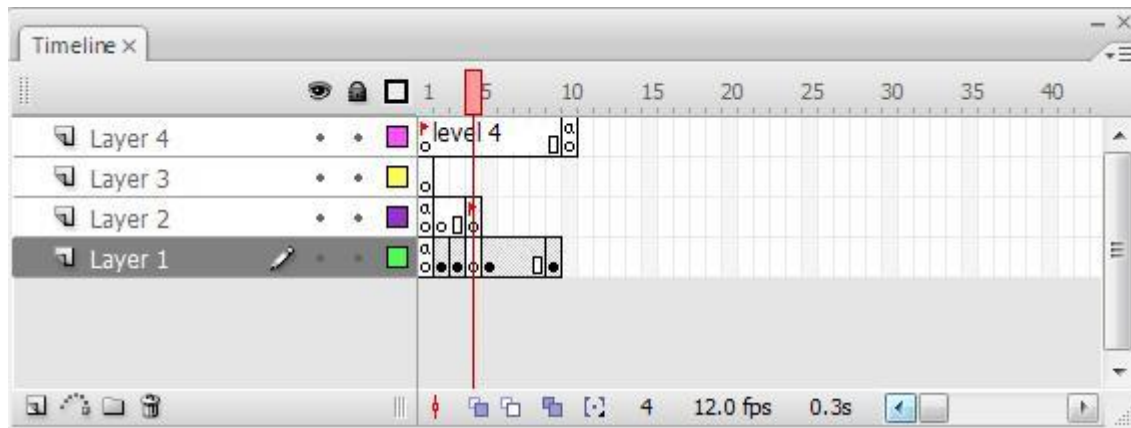 Timeline
1 5 10 15 20 25 30 35 40
Layer 4 level 4 a
Layer 3
Layer 2 a
Layer 1 a
4 12.0 fps 0.3s